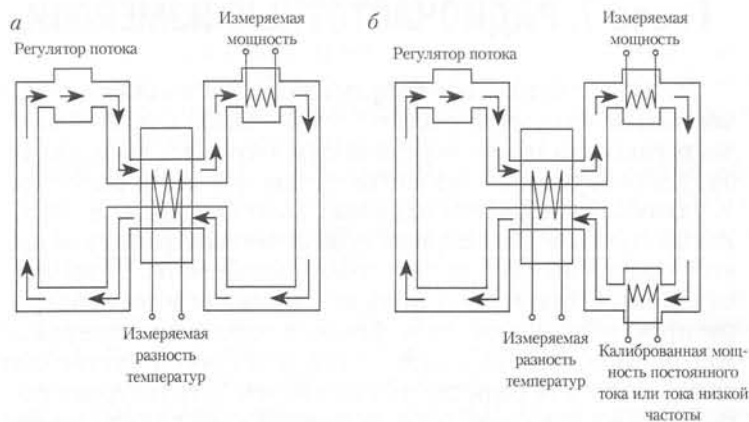 а
Регулятор потока
Измеряемая
мощность
Измеряемая
разность
температур
б
Регулятор потока
Измеряемая
мощность
Измеряемая
разность
температур
Калиброванная мощ-
ность постоянного
тока или тока низкой
частоты